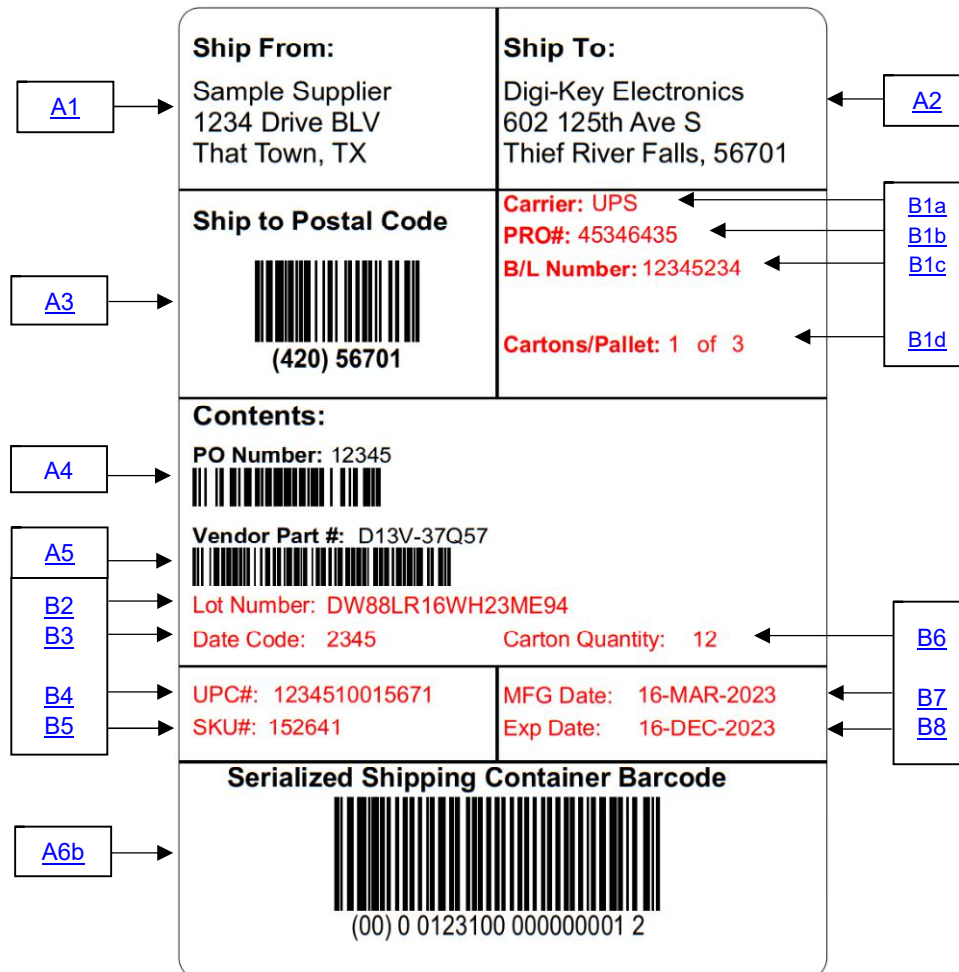 Ship From:
Sample Supplier
1234 Drive BLV
That Town, TX
A1
Ship To:
Digi-Key Electronics
602 125th Ave S
Thief River Falls, 56701
A2
Ship to Postal Code
(420) 56701
A3
Carrier: UPS
PRO#: 45346435
B/L Number: 12345234
Cartons/Pallet: 1 of 3
B1a
B1b
B1c
B1d
Contents:
PO Number: 12345
A4
Vendor Part #: D13V-37Q57
A5
Lot Number: DW88LR16WH23ME94
B2
Date Code: 2345
B3
Carton Quantity: 12
B6
UPC#: 1234510015671
B4
SKU#: 152641
B5
MFG Date: 16-MAR-2023
B7
Exp Date: 16-DEC-2023
B8
Serialized Shipping Container Barcode
(00) 0 0123100 000000001 2
A6b